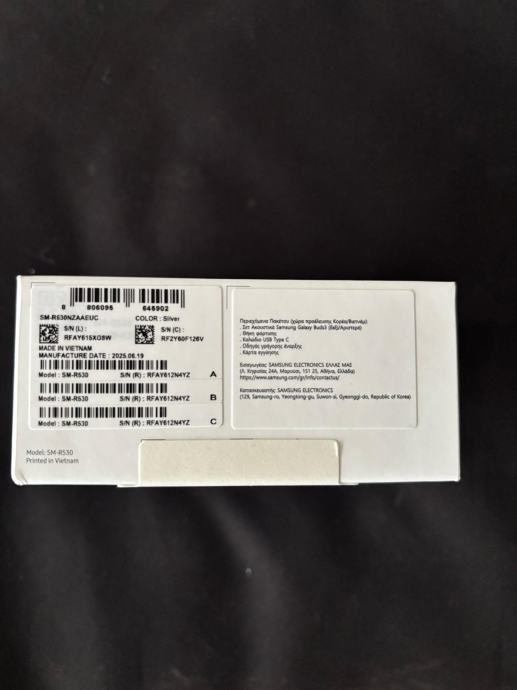 8 806095 646902
SM-R530NZAAEUC COLOR : Silver
S/N (L) :
RFAY615XG8W
S/N (C) :
RF2Y60F126V
MADE IN VIETNAM
MANUFACTURE DATE : 2025.06.19
Model : SM-R530 S/N (R) : RFAY612N4YZ A
Model : SM-R530 S/N (R) : RFAY612N4YZ B
Model : SM-R530 S/N (R) : RFAY612N4YZ C
Model: SM-R530
Printed in Vietnam
Περιεχόμενα Πακέτου (χώρα προέλευσης Κορέα/Βιετνάμ):
. Σετ Ακουστικά Samsung Galaxy Buds3 (δεξί/Αριστερό)
. Θήκη φόρτισης
. Καλώδιο USB Type C
. Οδηγός γρήγορης έναρξης
. Κάρτα εγγύησης
Εισαγωγέας: SAMSUNG ELECTRONICS ΕΛΛΑΣ ΜΑΕ
(Λ. Κηφισίας 24Α, Μαρούσι, 151 25, Αθήνα, Ελλάδα)
https://www.samsung.com/gr/info/contactus/
Κατασκευαστής: SAMSUNG ELECTRONICS
(129, Samsung-ro, Yeongtong-gu, Suwon-si, Gyeonggi-do, Republic of Korea)